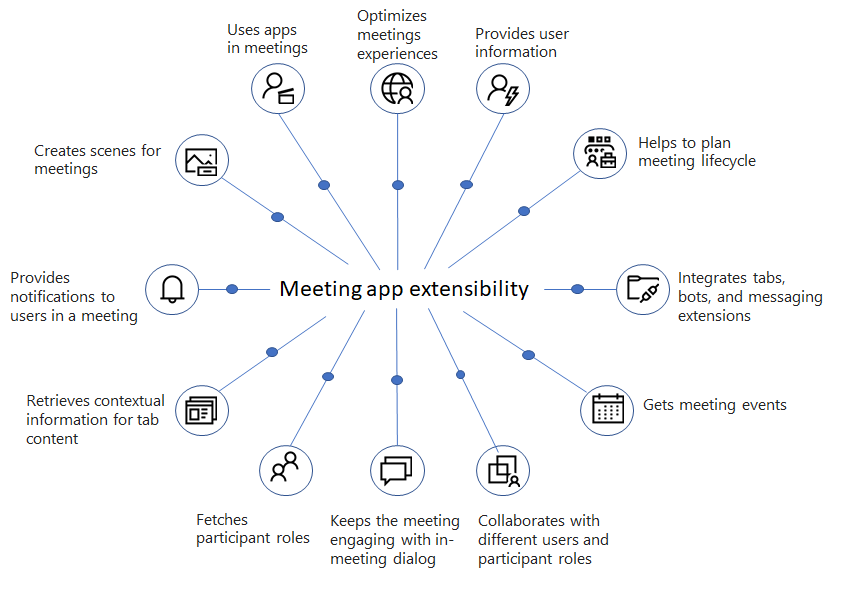 Uses apps
in meetings
Optimizes
meetings
experiences
Provides user
information
Helps to plan
meeting lifecycle
Creates scenes for
meetings
Provides
notifications to
users in a meeting
Meeting app extensibility
Integrates tabs,
bots, and messaging
extensions
Retrieves contextual
information for tab
content
Gets meeting events
Fetches
participant roles
Keeps the meeting
engaging with in-
meeting dialog
Collaborates with
different users and
participant roles